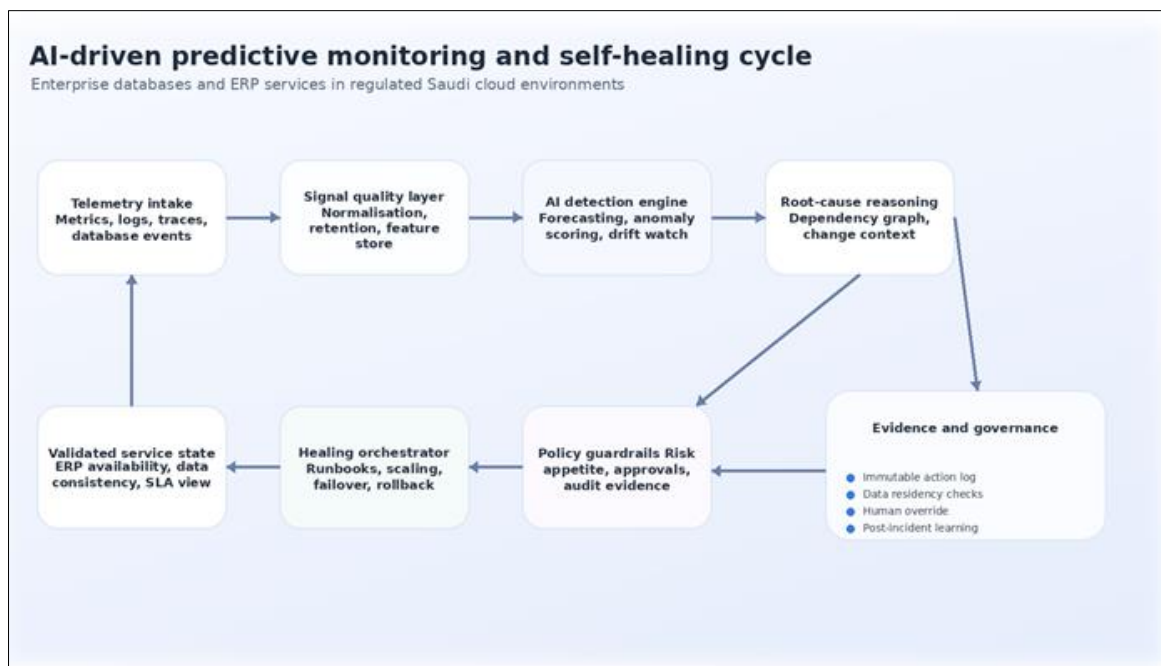 AI-driven predictive monitoring and self-healing cycle
Enterprise databases and ERP services in regulated Saudi cloud environments
Telemetry intake
Metrics, logs, traces,
database events
Signal quality layer
Normalisation,
retention, feature
store
AI detection engine
Forecasting, anomaly
scoring, drift watch
Root-cause reasoning
Dependency graph,
change context
Validated service state
ERP availability, data
consistency, SLA view
Healing orchestrator
Runbooks, scaling,
failover, rollback
Policy guardrails Risk
appetite, approvals,
audit evidence
Evidence and governance
Immutable action log
Data residency checks
Human override
Post-incident learning